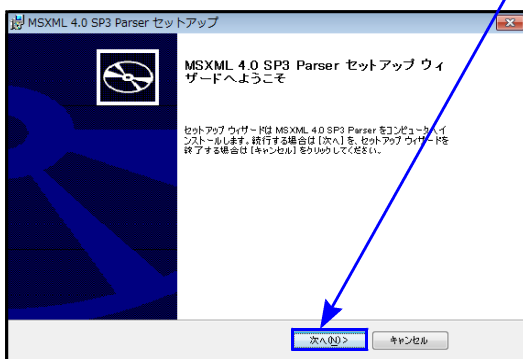 MSXML 4.0 SP3 Parser セットアップ
MSXML 4.0 SP3 Parser セットアップ ウィ
ザードへようこそ
セットアップ ウィザードは MSXML 4.0 SP3 Parser をコンピュータへイ
ンストールします。続行する場合は [次へ] を、セットアップ ウィザードを
終了する場合は [キャンセル] をクリックしてください。
次へ(N) >
キャンセル